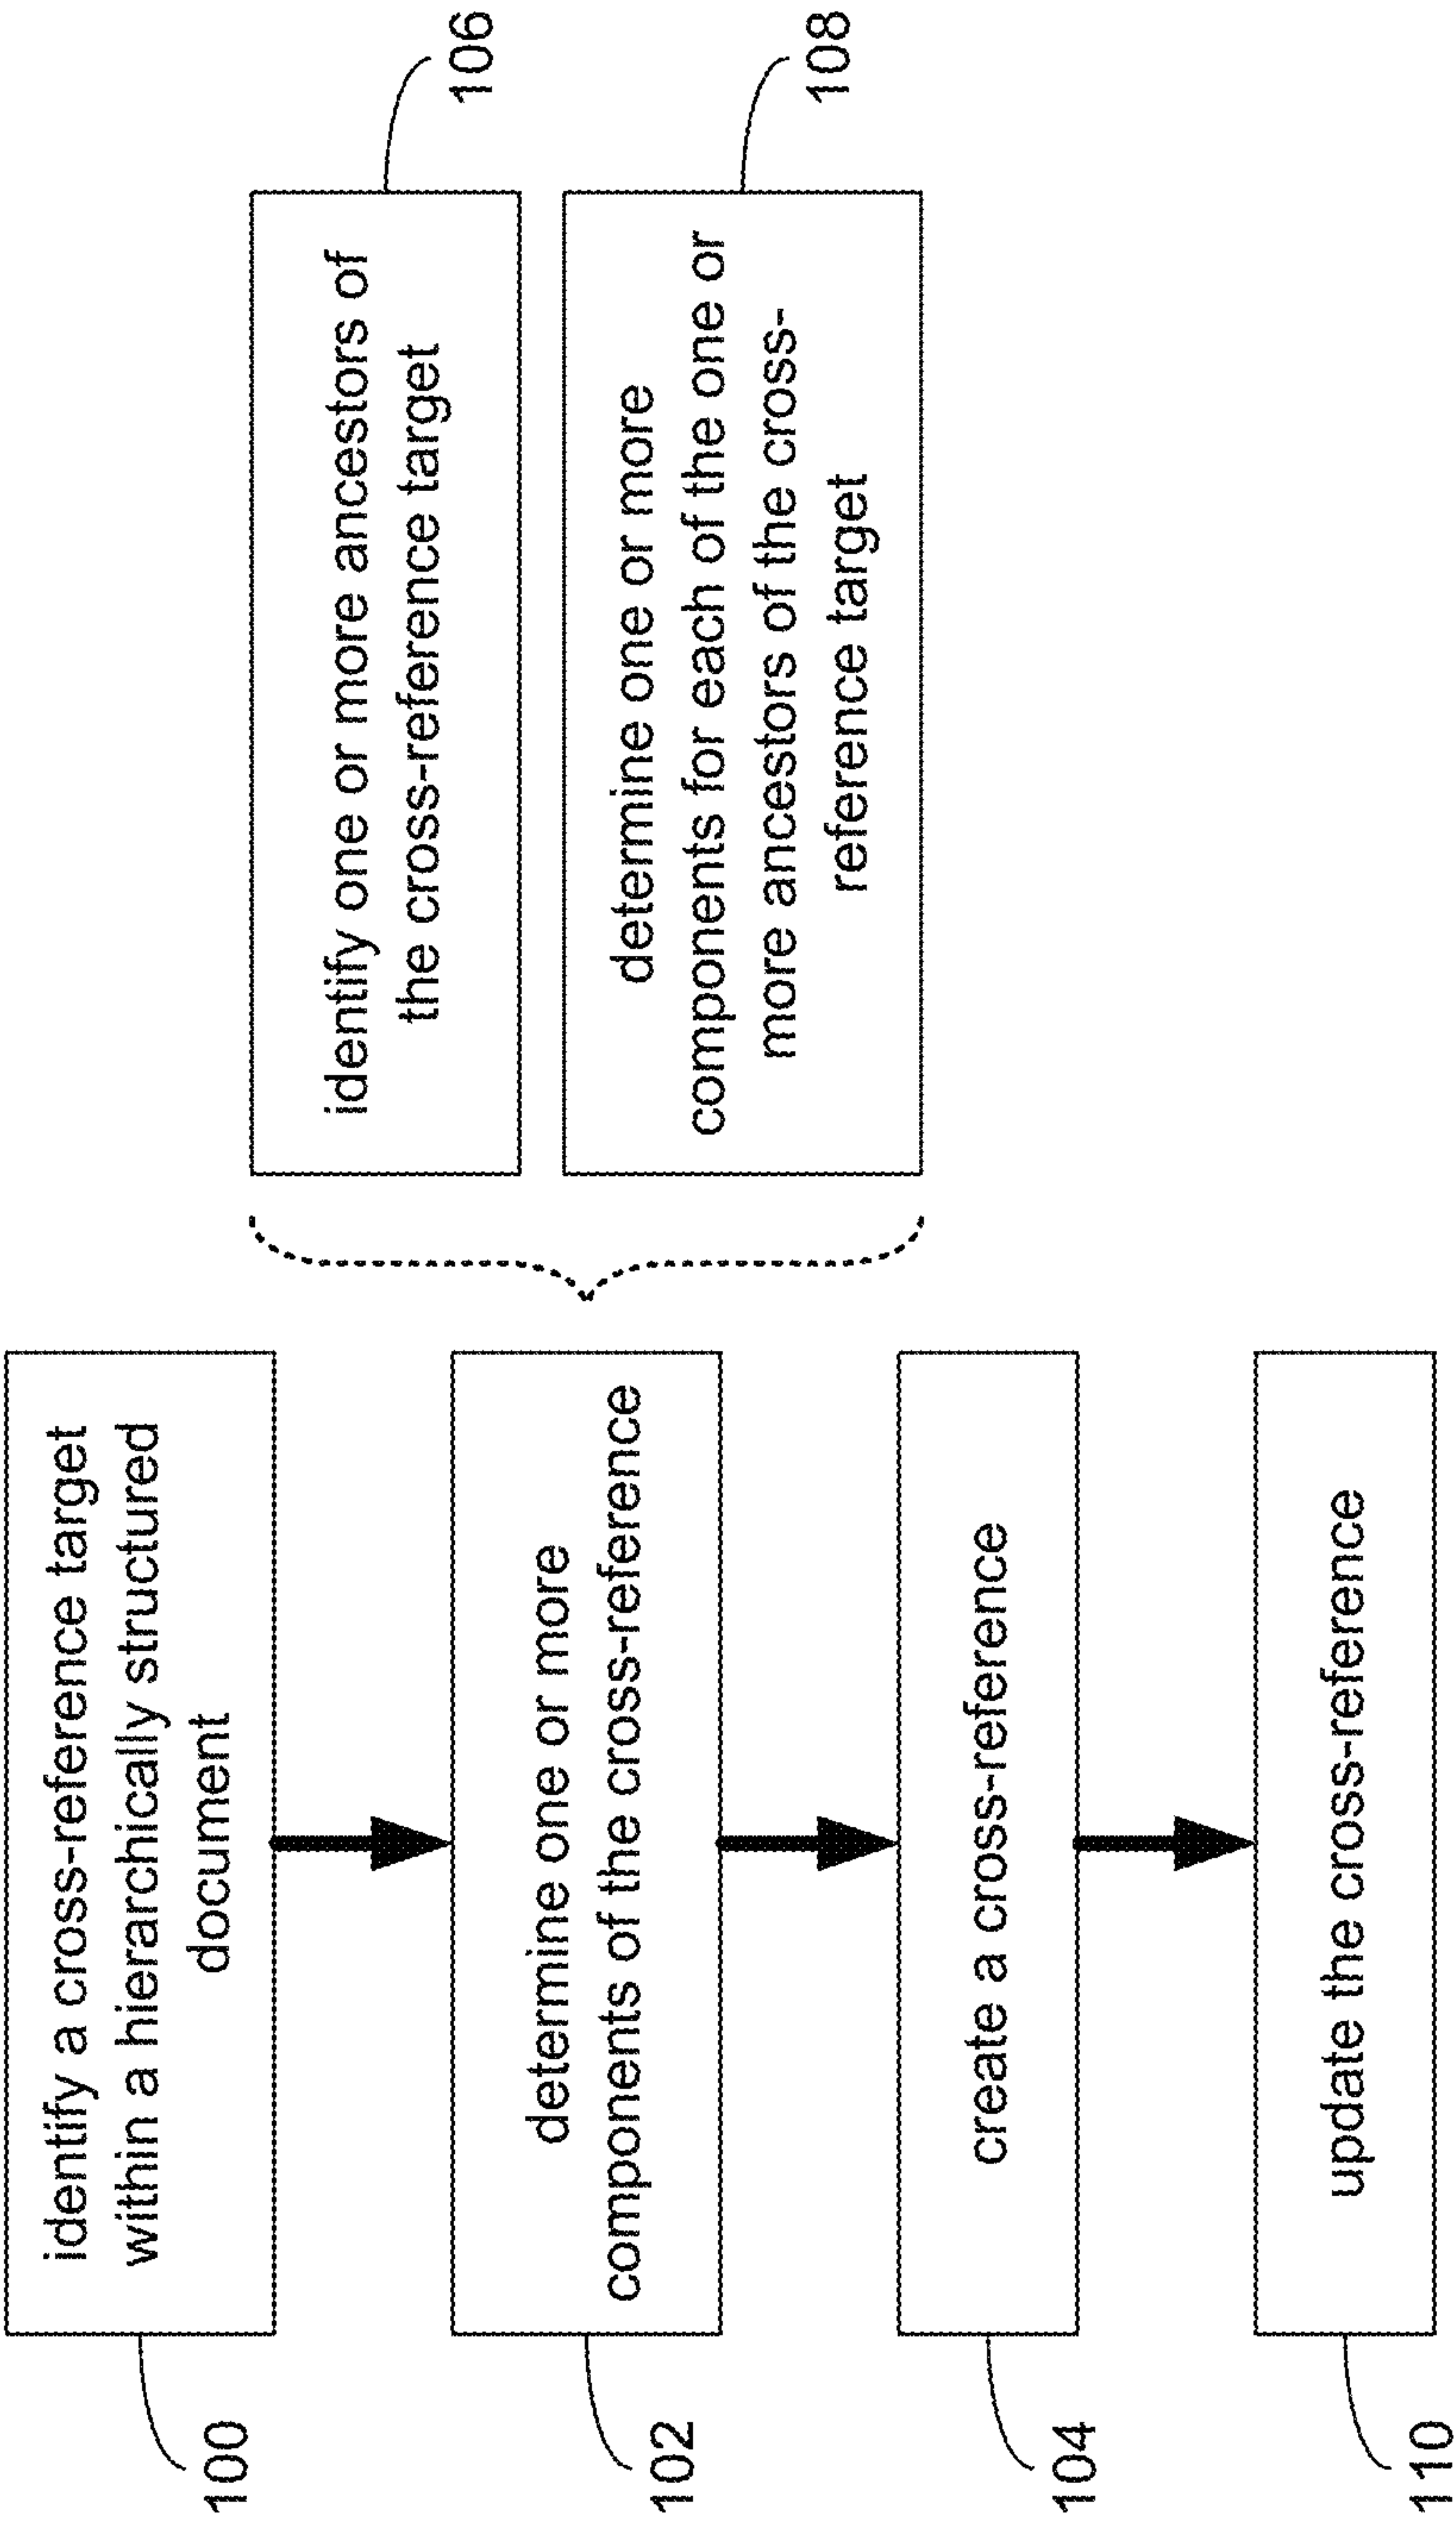 100
identify a cross-reference target
within a hierarchically structured
document
102
determine one or more
components of the cross-reference
106
identify one or more ancestors of
the cross-reference target
108
determine one or more
components for each of the one or
more ancestors of the cross-
reference target
104
create a cross-reference
110
update the cross-reference